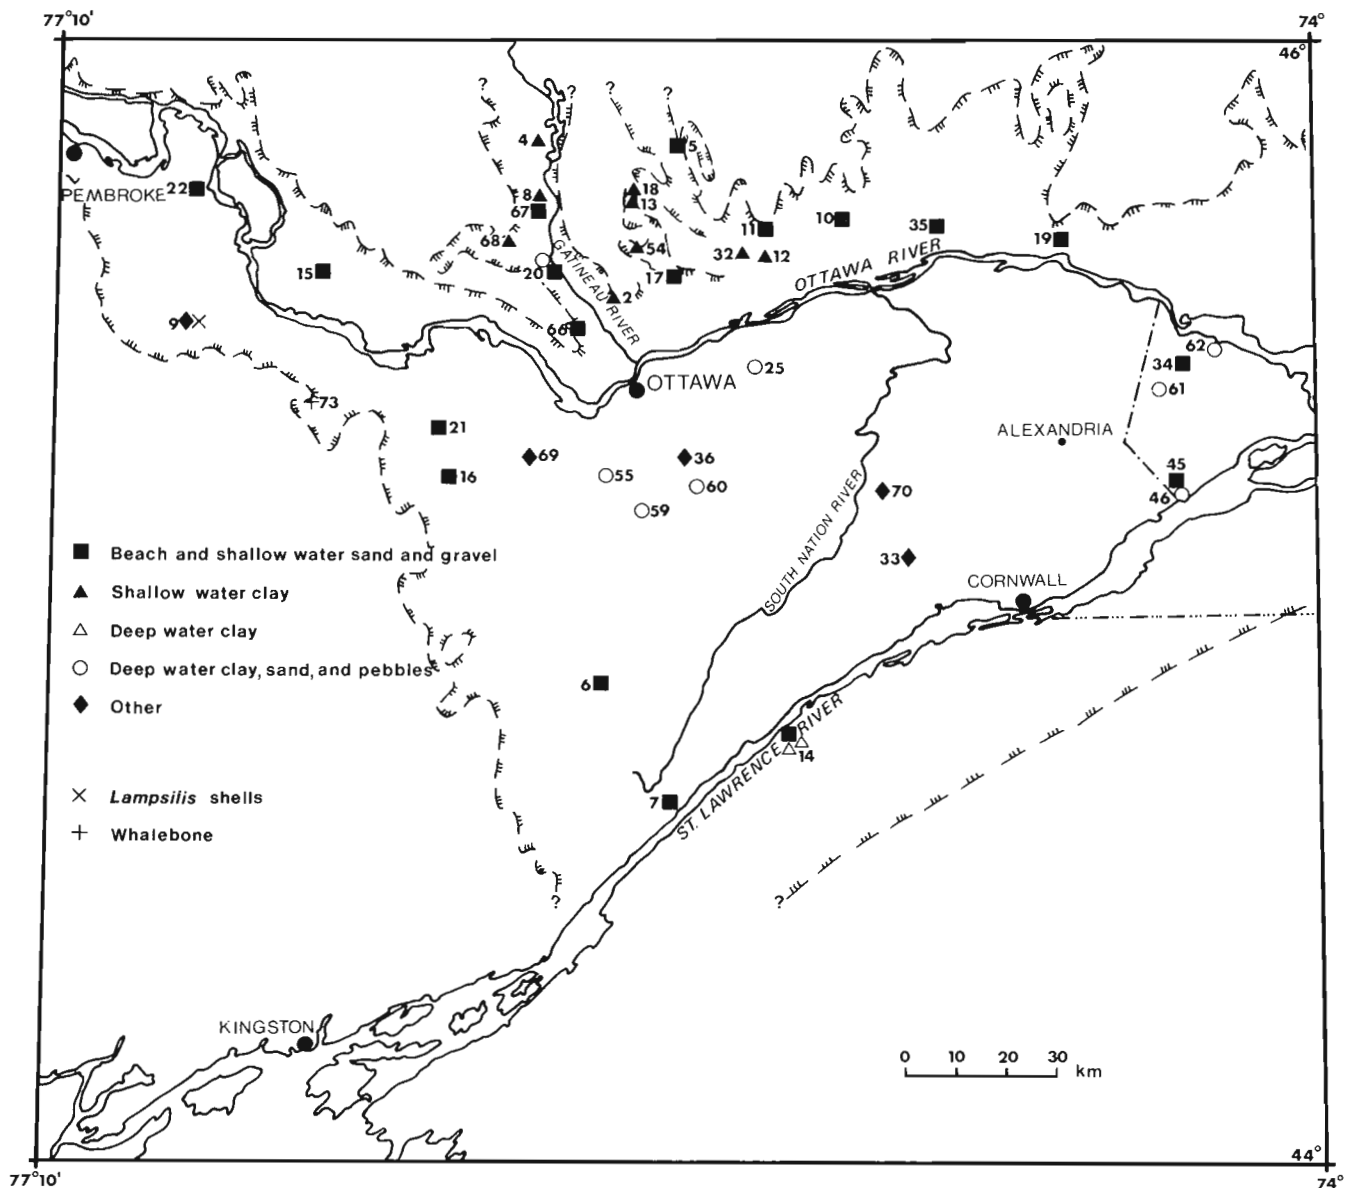 77°10'
74°
46°
?
?
?
?
4
5
PEMBROKE
22
8
67
18
13
68
11
10
35
19
GATINEAU RIVER
54
32
12
15
20
17
2
OTTAWA RIVER
9
66
62
34
25
OTTAWA
61
73
21
69
36
ALEXANDRIA
16
55
60
45
46
59
70
SOUTH NATION RIVER
33
CORNWALL
Beach and shallow water sand and gravel
Shallow water clay
Deep water clay
Deep water clay, sand, and pebbles
Other
6
14
ST. LAWRENCE RIVER
7
Lampsilis shells
Whalebone
?
?
KINGSTON
0 10 20 30
km
44°
77°10'
74°